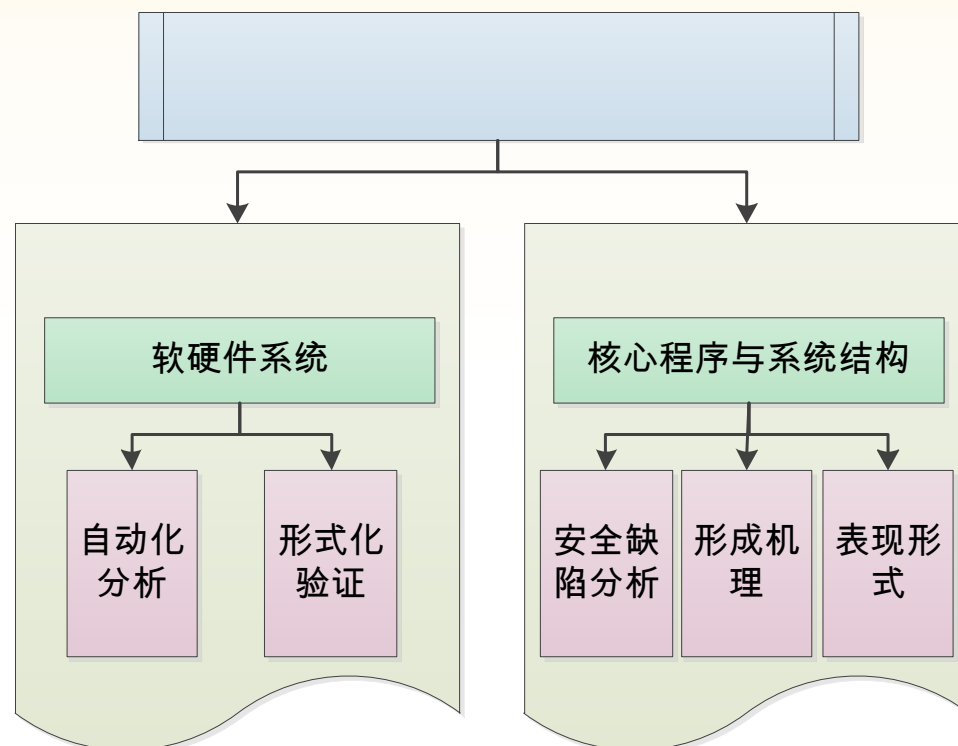 软硬件系统
核心程序与系统结构
自动化
分析
形式化
验证
安全缺
陷分析
形成机
理
表现形
式